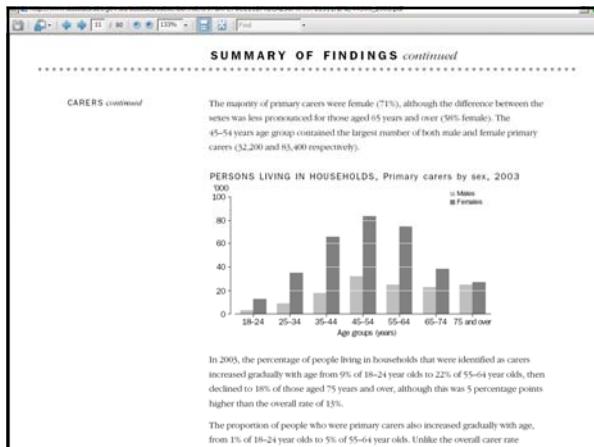 11 / 80 133% Find
SUMMARY OF FINDINGS continued
CARERS continued
The majority of primary carers were female (71%), although the difference between the
sexes was less pronounced for those aged 65 years and over (58% female). The
45–54 years age group contained the largest number of both male and female primary
carers (32,200 and 83,400 respectively).
PERSONS LIVING IN HOUSEHOLDS, Primary carers by sex, 2003
'000
Males
Females
100
80
60
40
20
0
18–24 25–34 35–44 45–54 55–64 65–74 75 and over
Age groups (years)
In 2003, the percentage of people living in households that were identified as carers
increased gradually with age from 9% of 18–24 year olds to 22% of 55–64 year olds, then
declined to 18% of those aged 75 years and over, although this was 5 percentage points
higher than the overall rate of 13%.
The proportion of people who were primary carers also increased gradually with age,
from 1% of 18–24 year olds to 5% of 55–64 year olds. Unlike the overall carer rate